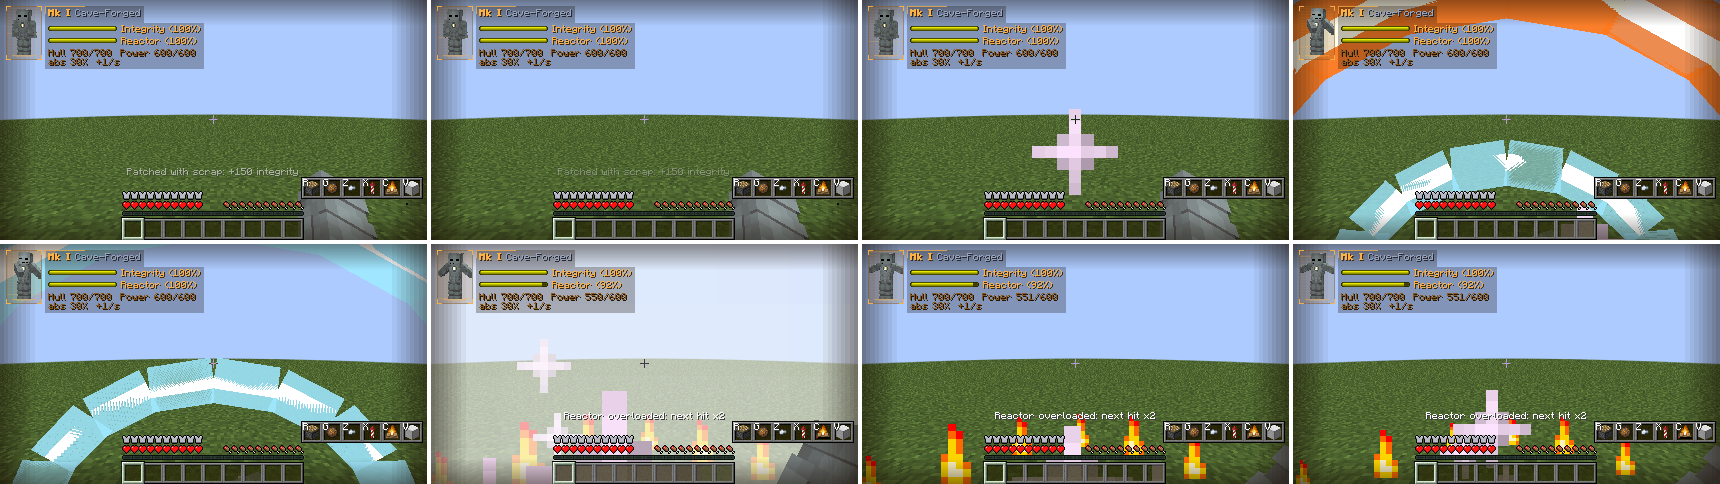 Mk I Cave-Forged
Integrity (100%)
Reactor (100%)
Hull 700/700 Power 600/600
abs 30% +1/s
Patched with scrap: +150 integrity
R G Z X C V
Mk I Cave-Forged
Integrity (100%)
Reactor (100%)
Hull 700/700 Power 600/600
abs 30% +1/s
Patched with scrap: +150 integrity
R G Z X C V
Mk I Cave-Forged
Integrity (100%)
Reactor (100%)
Hull 700/700 Power 600/600
abs 30% +1/s
R G Z X C V
Mk I Cave-Forged
Integrity (100%)
Reactor (100%)
Hull 700/700 Power 600/600
abs 30% +1/s
R G Z X C V
Mk I Cave-Forged
Integrity (100%)
Reactor (100%)
Hull 700/700 Power 600/600
abs 30% +1/s
R G Z X C V
Mk I Cave-Forged
Integrity (100%)
Reactor (92%)
Hull 700/700 Power 550/600
abs 30% +1/s
Reactor overloaded: next hit x2
R G Z X C V
Mk I Cave-Forged
Integrity (100%)
Reactor (92%)
Hull 700/700 Power 551/600
abs 30% +1/s
Reactor overloaded: next hit x2
R G Z X C V
Mk I Cave-Forged
Integrity (100%)
Reactor (92%)
Hull 700/700 Power 551/600
abs 30% +1/s
Reactor overloaded: next hit x2
R G Z X C V